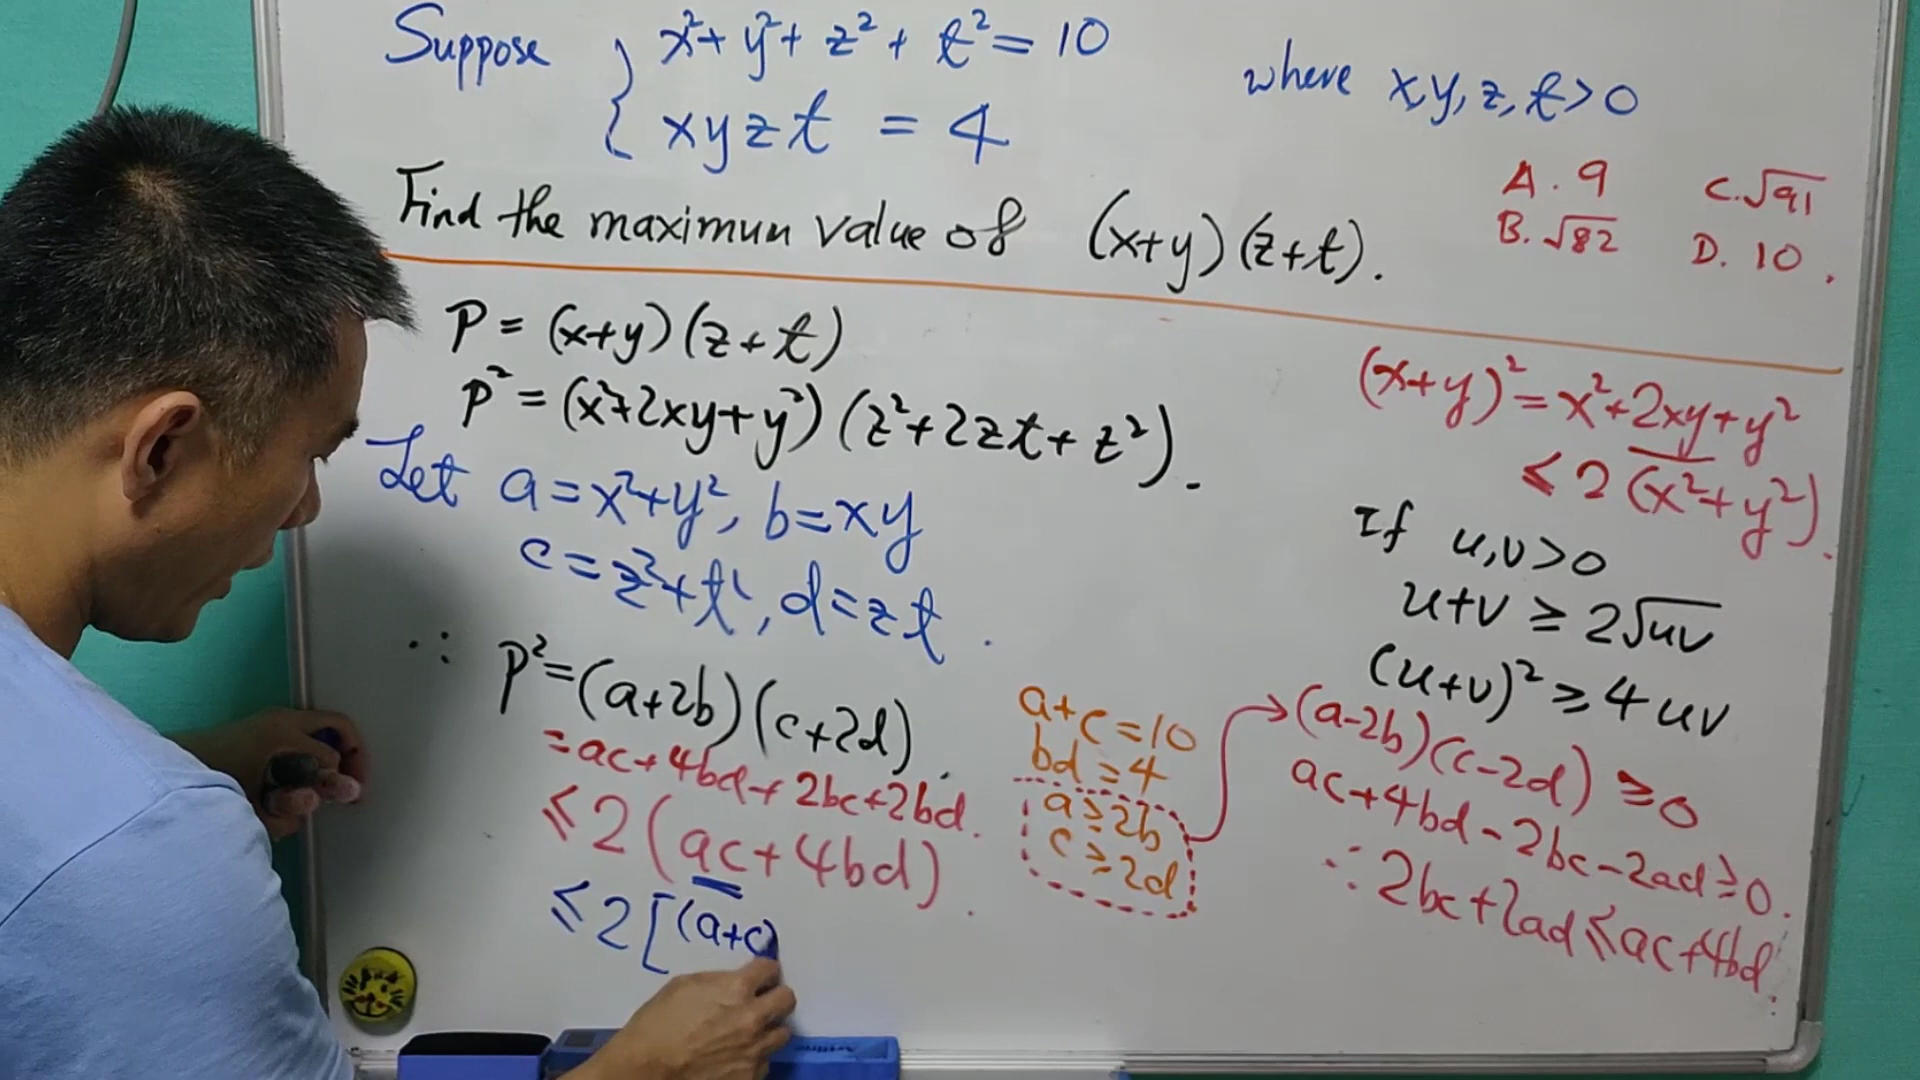 Suppose { x²+y²+z²+t²=10
xyzt = 4
where x,y,z,t>0
Find the maximun value of (x+y)(z+t).
A. 9 C. √91
B. √82 D. 10.
P = (x+y)(z+t)
P² = (x²+2xy+y²)(z²+2zt+z²).
Let a=x²+y², b=xy
c=z²+t², d=zt.
∴ P²=(a+2b)(c+2d).
=ac+4bd+2bc+2bd.
≤2(ac+4bd).
≤2[(a+c)
a+c=10
bd=4
a≥2b
c≥2d
(x+y)²=x²+2xy+y²
≤2(x²+y²).
If u,v>0
u+v ≥ 2√uv
(u+v)² ≥ 4uv
(a-2b)(c-2d) ≥0
ac+4bd-2bc-2ad≥0.
∴ 2bc+2ad≤ac+4bd.